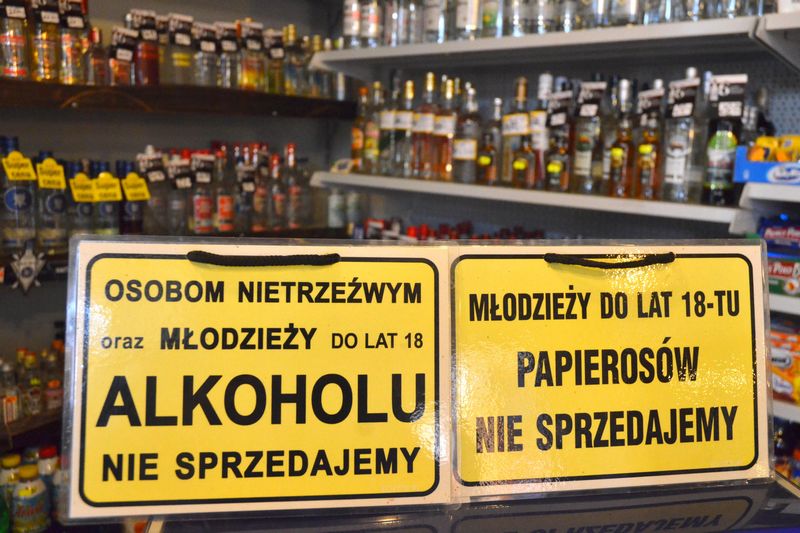 OSOBOM NIETRZEŹWYM
oraz MŁODZIEŻY DO LAT 18
ALKOHOLU
NIE SPRZEDAJEMY
MŁODZIEŻY DO LAT 18-TU
PAPIEROSÓW
NIE SPRZEDAJEMY